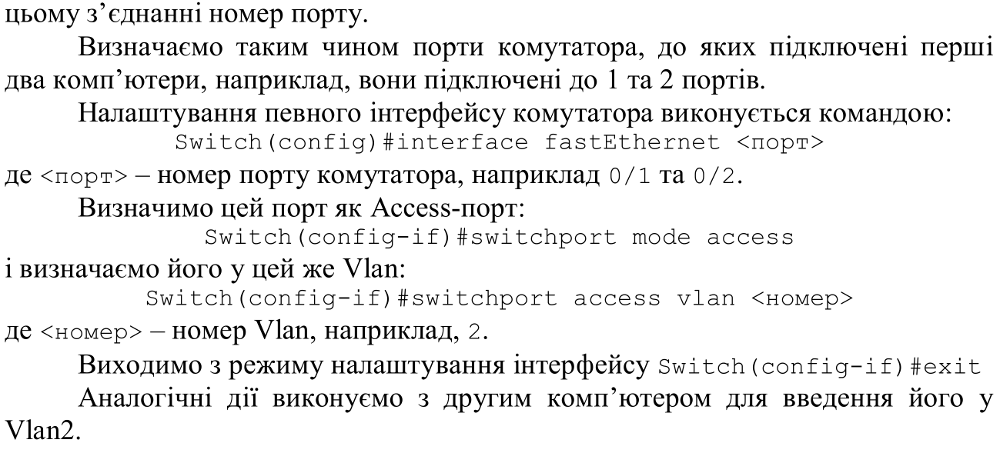 цьому з’єднанні номер порту.
Визначаємо таким чином порти комутатора, до яких підключені перші
два комп’ютери, наприклад, вони підключені до 1 та 2 портів.
Налаштування певного інтерфейсу комутатора виконується командою:
Switch(config)#interface fastEthernet <порт>
де <порт> – номер порту комутатора, наприклад 0/1 та 0/2.
Визначимо цей порт як Access-порт:
Switch(config-if)#switchport mode access
і визначаємо його у цей же Vlan:
Switch(config-if)#switchport access vlan <номер>
де <номер> – номер Vlan, наприклад, 2.
Виходимо з режиму налаштування інтерфейсу Switch(config-if)#exit
Аналогічні дії виконуємо з другим комп’ютером для введення його у
Vlan2.